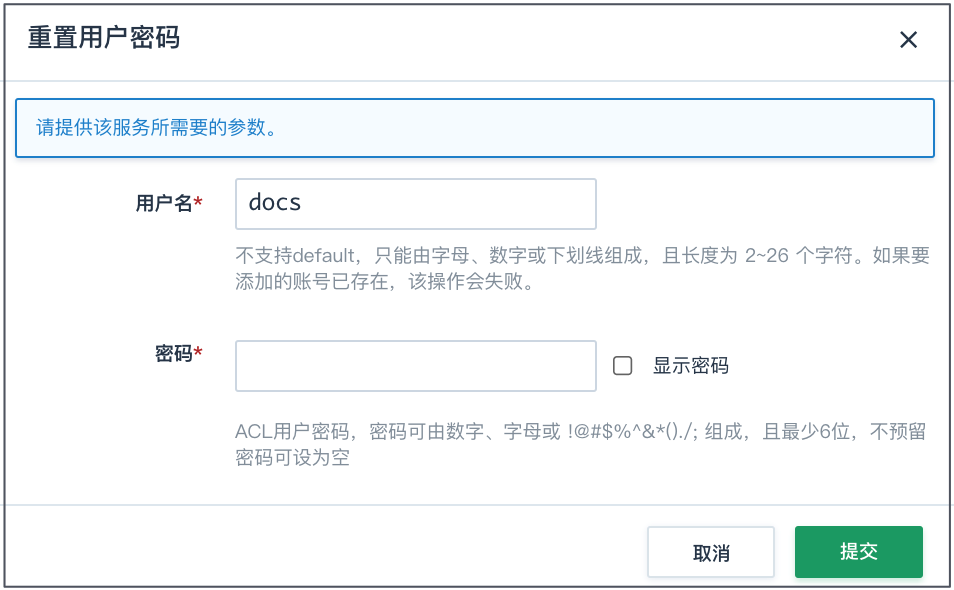 重置用户密码
请提供该服务所需要的参数。
用户名* docs
不支持default，只能由字母、数字或下划线组成，且长度为 2~26 个字符。如果要
添加的账号已存在，该操作会失败。
密码* 显示密码
ACL用户密码，密码可由数字、字母或 !@#$%^&*()./; 组成，且最少6位，不预留
密码可设为空
取消 提交